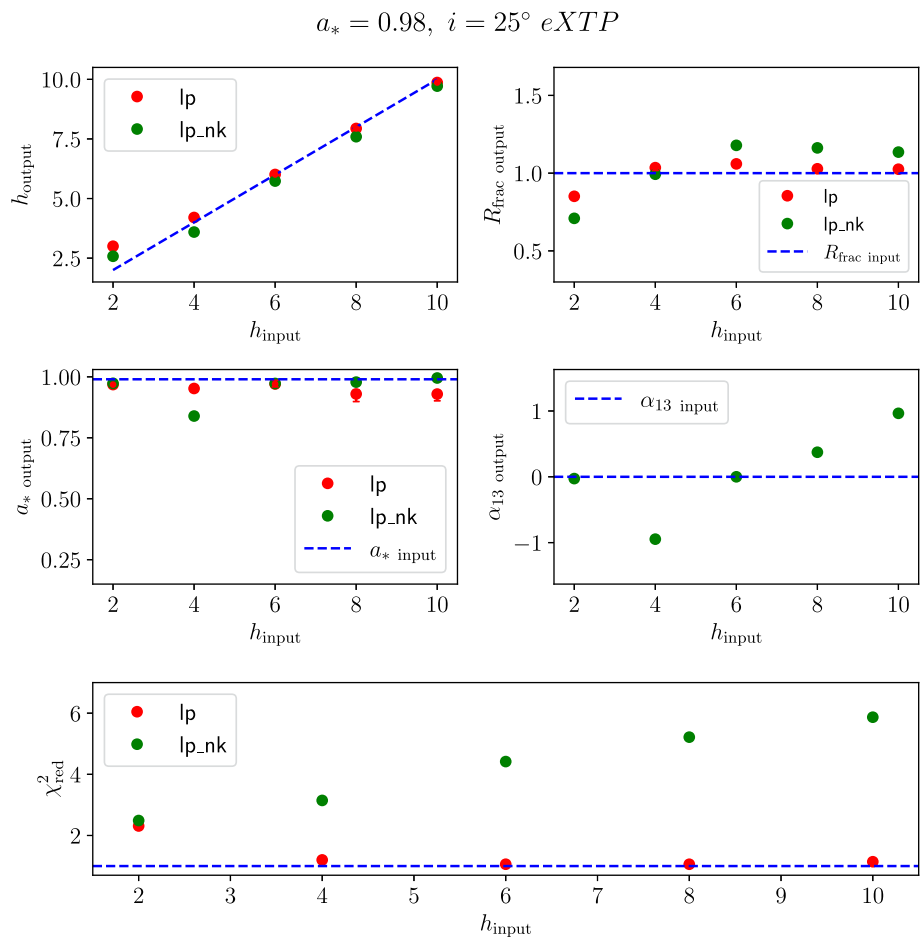 a∗ = 0.98, i = 25° eXTP
10.0
7.5
5.0
2.5
h_output
lp
lp_nk
2 4 6 8 10
h_input
1.5
1.0
0.5
R_frac output
lp
lp_nk
R_frac input
2 4 6 8 10
h_input
1.00
0.75
0.50
0.25
a∗ output
lp
lp_nk
a∗ input
2 4 6 8 10
h_input
1
0
−1
α13 output
α13 input
2 4 6 8 10
h_input
6
4
2
χ²red
lp
lp_nk
2 3 4 5 6 7 8 9 10
h_input